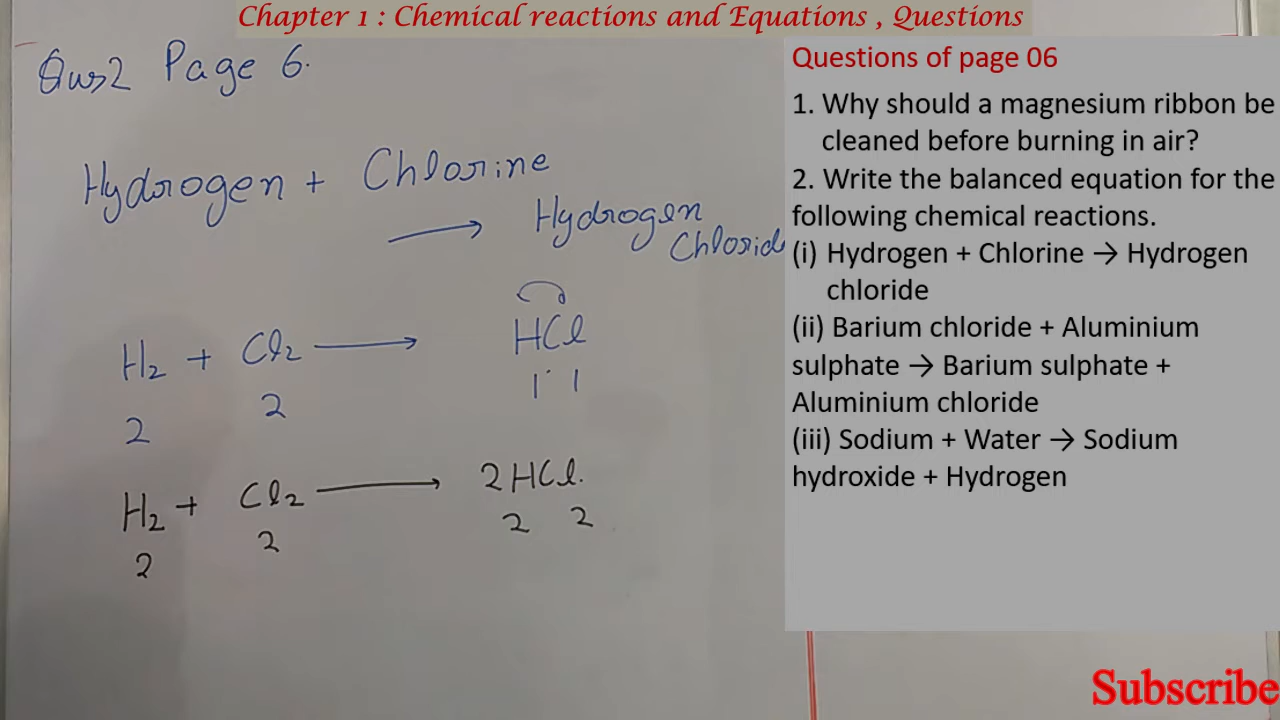 Chapter 1 : Chemical reactions and Equations , Questions
Ques2 Page 6.
Hydrogen + Chlorine
→ Hydrogen
Chloride
H₂ + Cl₂ → HCl
2 2 1 1
H₂ + Cl₂ → 2HCl.
2 2 2 2
Questions of page 06
1. Why should a magnesium ribbon be
cleaned before burning in air?
2. Write the balanced equation for the
following chemical reactions.
(i) Hydrogen + Chlorine → Hydrogen
chloride
(ii) Barium chloride + Aluminium
sulphate → Barium sulphate +
Aluminium chloride
(iii) Sodium + Water → Sodium
hydroxide + Hydrogen
Subscribe